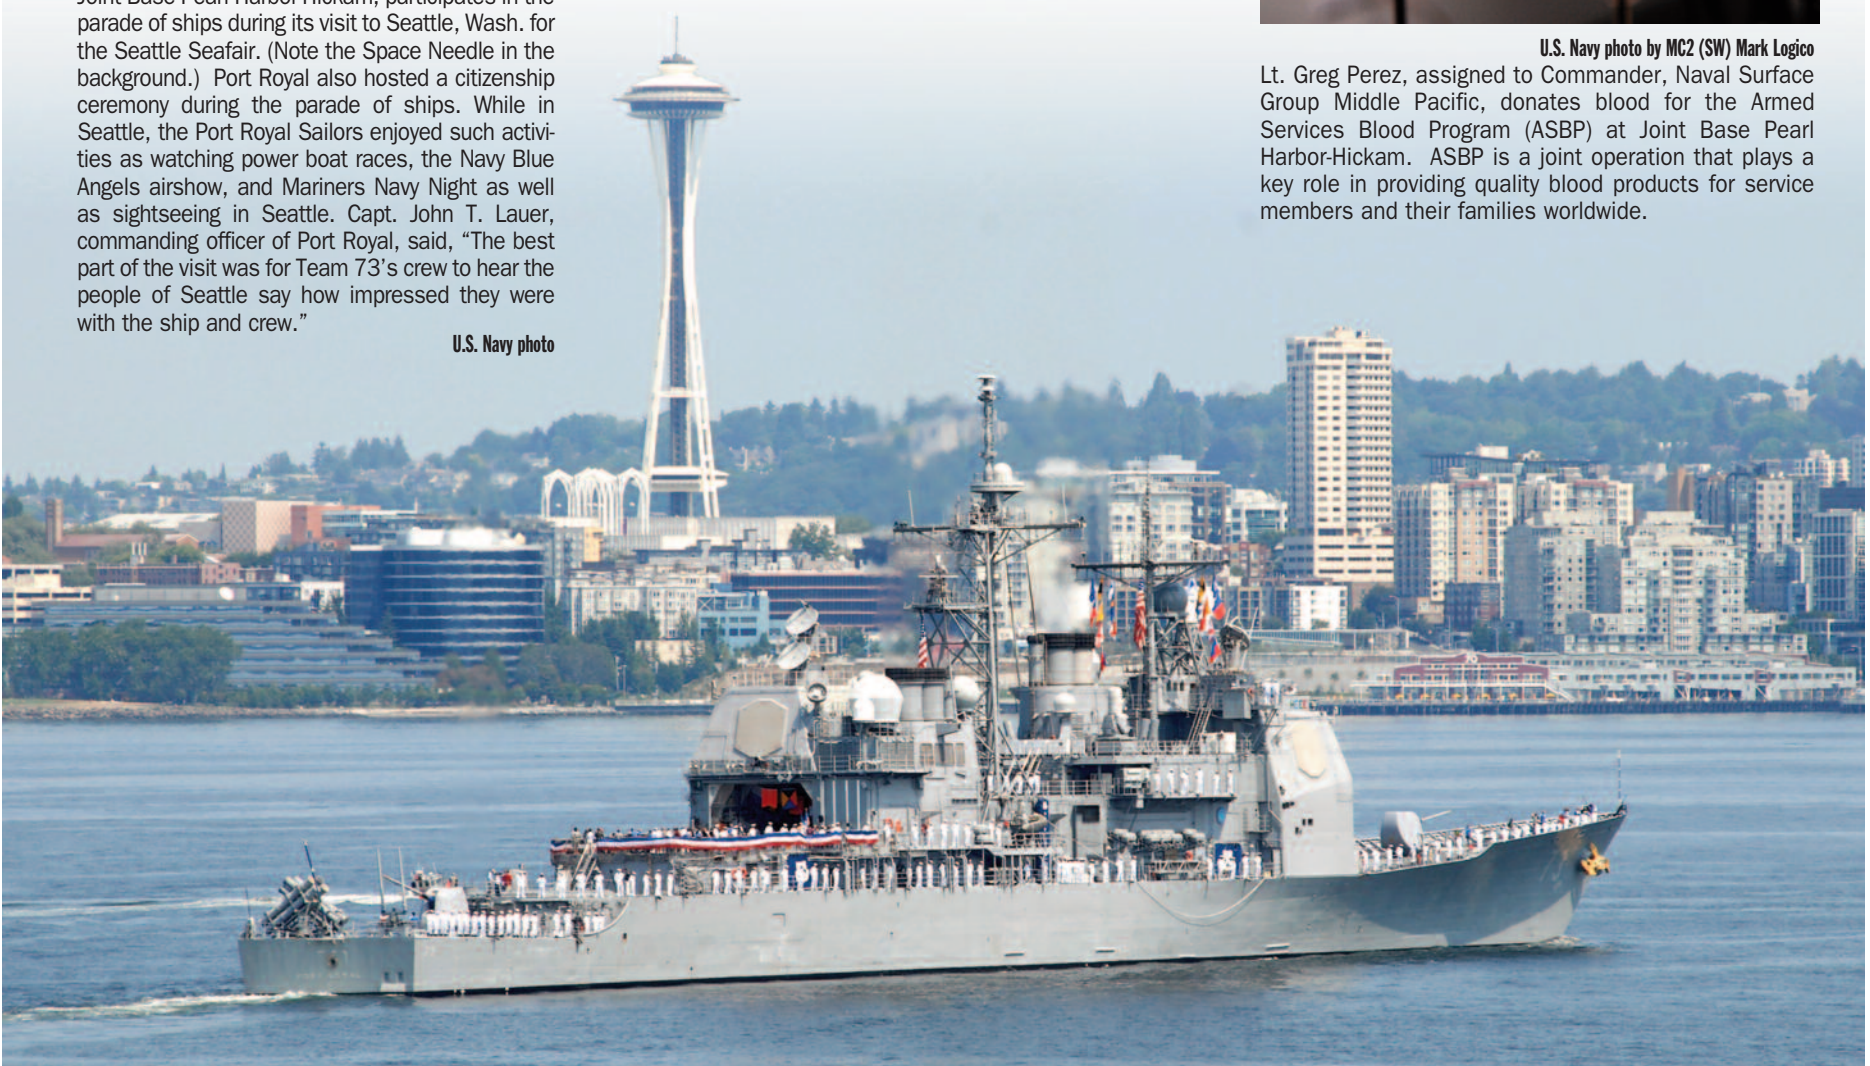 Joint Base Pearl Harbor-Hickam, participates in the
parade of ships during its visit to Seattle, Wash. for
the Seattle Seafair. (Note the Space Needle in the
background.) Port Royal also hosted a citizenship
ceremony during the parade of ships. While in
Seattle, the Port Royal Sailors enjoyed such activi-
ties as watching power boat races, the Navy Blue
Angels airshow, and Mariners Navy Night as well
as sightseeing in Seattle. Capt. John T. Lauer,
commanding officer of Port Royal, said, “The best
part of the visit was for Team 73’s crew to hear the
people of Seattle say how impressed they were
with the ship and crew.”
U.S. Navy photo
U.S. Navy photo by MC2 (SW) Mark Logico
Lt. Greg Perez, assigned to Commander, Naval Surface
Group Middle Pacific, donates blood for the Armed
Services Blood Program (ASBP) at Joint Base Pearl
Harbor-Hickam. ASBP is a joint operation that plays a
key role in providing quality blood products for service
members and their families worldwide.